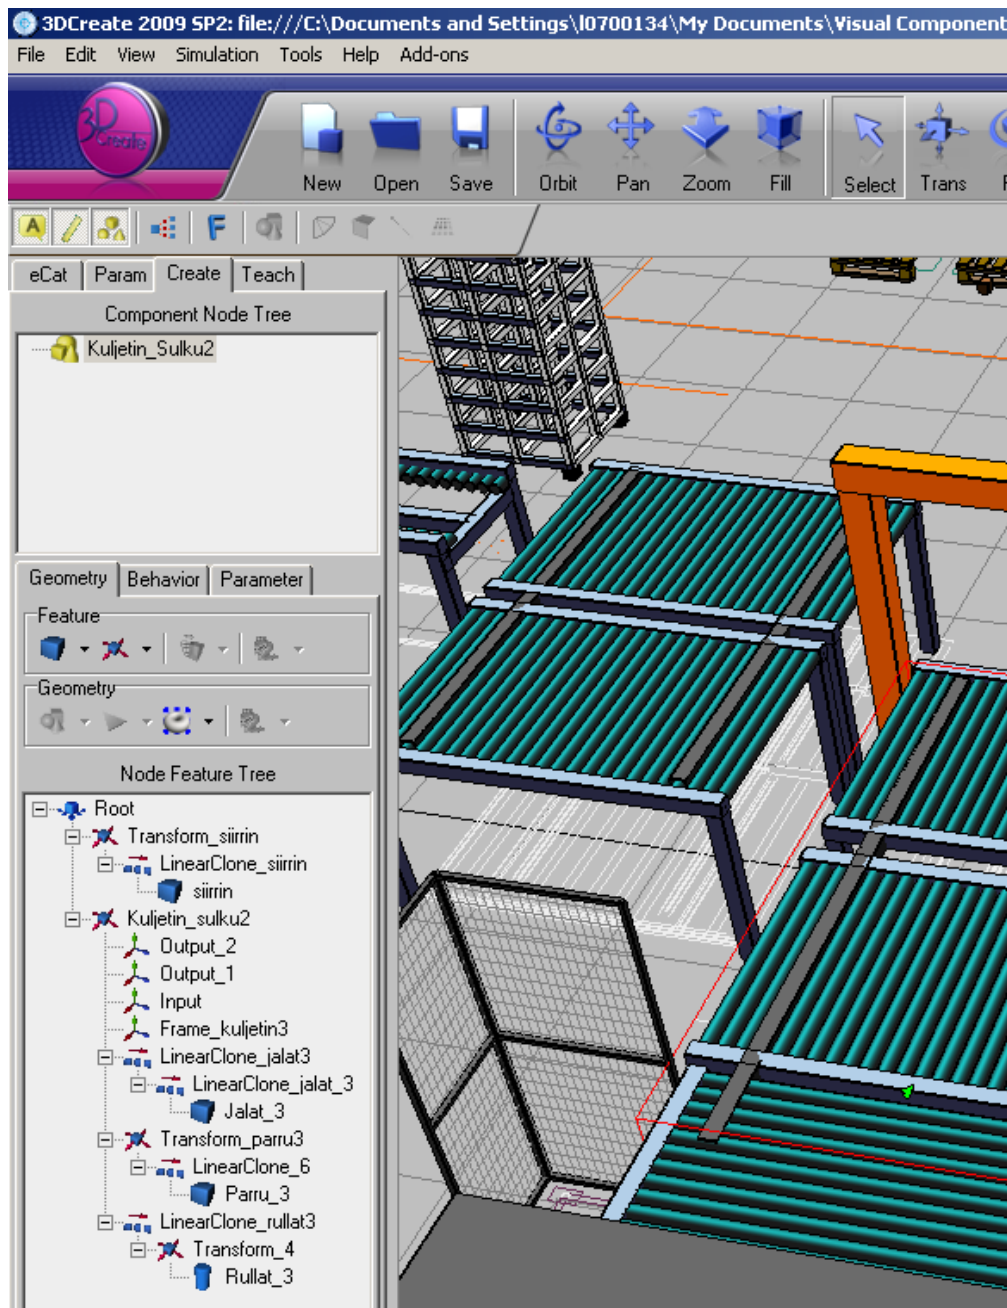 3DCreate 2009 SP2: file:///C:\Documents and Settings\l0700134\My Documents\Visual Component
File Edit View Simulation Tools Help Add-ons
3D
Create
New Open Save Orbit Pan Zoom Fill Select Trans
A F
eCat Param Create Teach
Component Node Tree
Kuljetin_Sulku2
Geometry Behavior Parameter
Feature
Geometry
Node Feature Tree
Root
Transform_siirrin
LinearClone_siirrin
siirrin
Kuljetin_sulku2
Output_2
Output_1
Input
Frame_kuljetin3
LinearClone_jalat3
LinearClone_jalat_3
Jalat_3
Transform_parru3
LinearClone_6
Parru_3
LinearClone_rullat3
Transform_4
Rullat_3